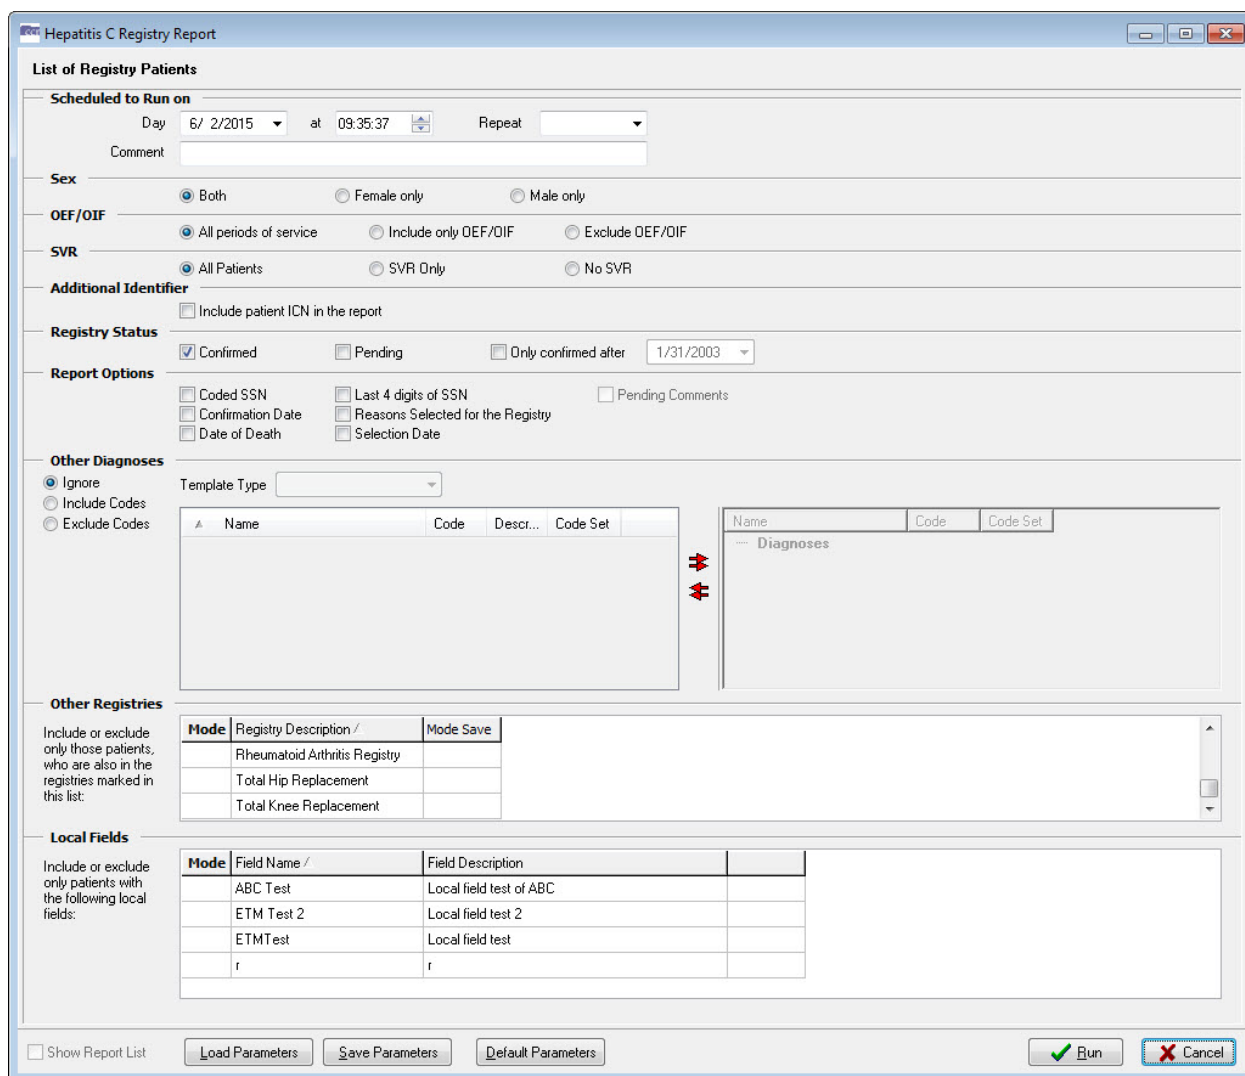 CCR Hepatitis C Registry Report
List of Registry Patients
Scheduled to Run on
Day 6/ 2/2015 at 09:35:37 Repeat
Comment
Sex
Both Female only Male only
OEF/OIF
All periods of service Include only OEF/OIF Exclude OEF/OIF
SVR
All Patients SVR Only No SVR
Additional Identifier
Include patient ICN in the report
Registry Status
Confirmed Pending Only confirmed after 1/31/2003
Report Options
Coded SSN Last 4 digits of SSN Pending Comments
Confirmation Date Reasons Selected for the Registry
Date of Death Selection Date
Other Diagnoses
Ignore Template Type
Include Codes
Exclude Codes
Name Code Descr... Code Set
Name Code Code Set
Diagnoses
Other Registries
Include or exclude
only those patients,
who are also in the
registries marked in
this list:
Mode Registry Description Mode Save
Rheumatoid Arthritis Registry
Total Hip Replacement
Total Knee Replacement
Local Fields
Include or exclude
only patients with
the following local
fields:
Mode Field Name Field Description
ABC Test Local field test of ABC
ETM Test 2 Local field test 2
ETMTest Local field test
r r
Show Report List Load Parameters Save Parameters Default Parameters Run Cancel